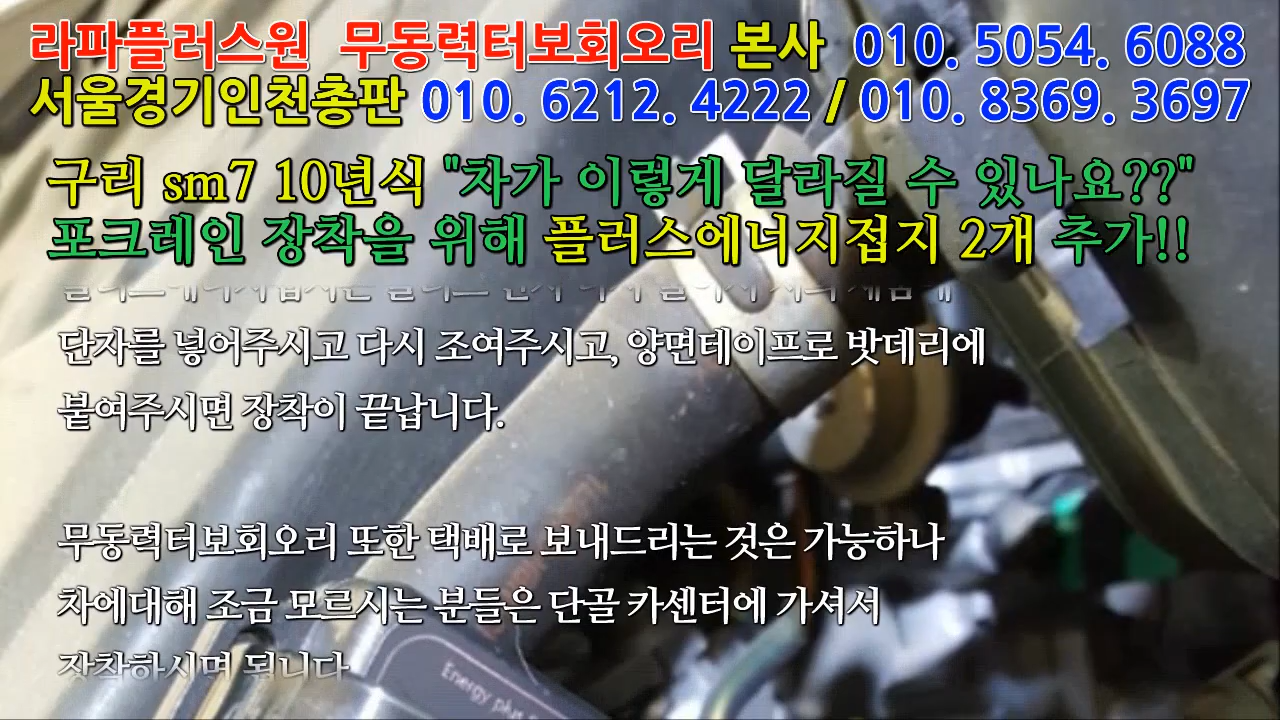 라파플러스원 무동력터보회오리 본사 010. 5054. 6088
서울경기인천총판 010. 6212. 4222 / 010. 8369. 3697
구리 sm7 10년식 "차가 이렇게 달라질 수 있나요??"
포크레인 장착을 위해 플러스에너지접지 2개 추가!!
단자를 넣어주시고 다시 조여주시고, 양면테이프로 밧데리에
붙여주시면 장착이 끝납니다.
무동력터보회오리 또한 택배로 보내드리는 것은 가능하나
차에대해 조금 모르시는 분들은 단골 카센터에 가셔서
장착하시면 됩니다
Energy plus